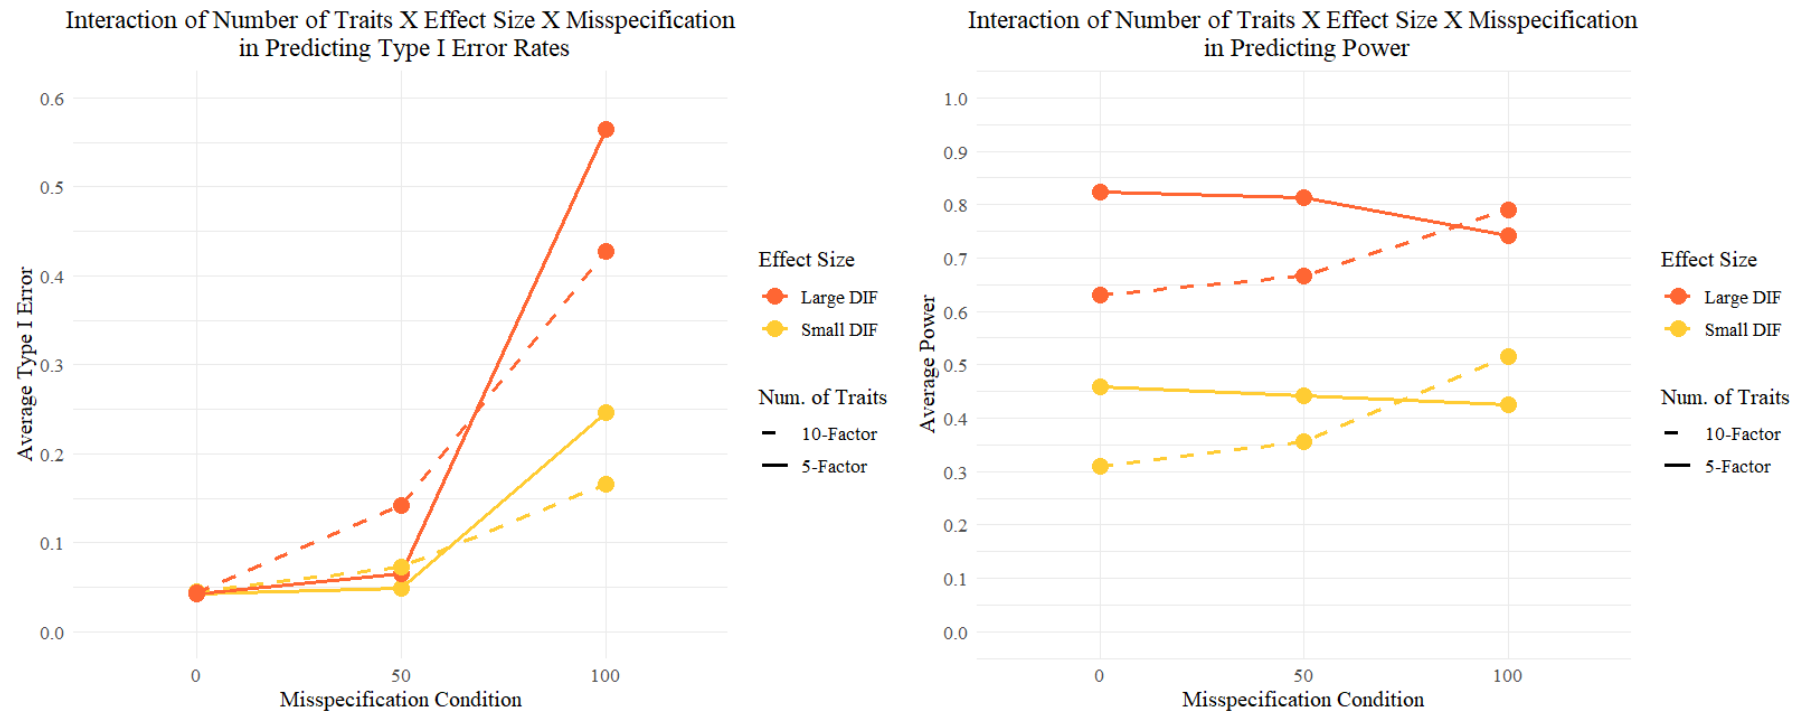 Interaction of Number of Traits X Effect Size X Misspecification
in Predicting Type I Error Rates
Average Type I Error
0.6
0.5
0.4
0.3
0.2
0.1
0.0
0
50
100
Misspecification Condition
Effect Size
Large DIF
Small DIF
Num. of Traits
10-Factor
5-Factor
Interaction of Number of Traits X Effect Size X Misspecification
in Predicting Power
Average Power
1.0
0.9
0.8
0.7
0.6
0.5
0.4
0.3
0.2
0.1
0.0
0
50
100
Misspecification Condition
Effect Size
Large DIF
Small DIF
Num. of Traits
10-Factor
5-Factor